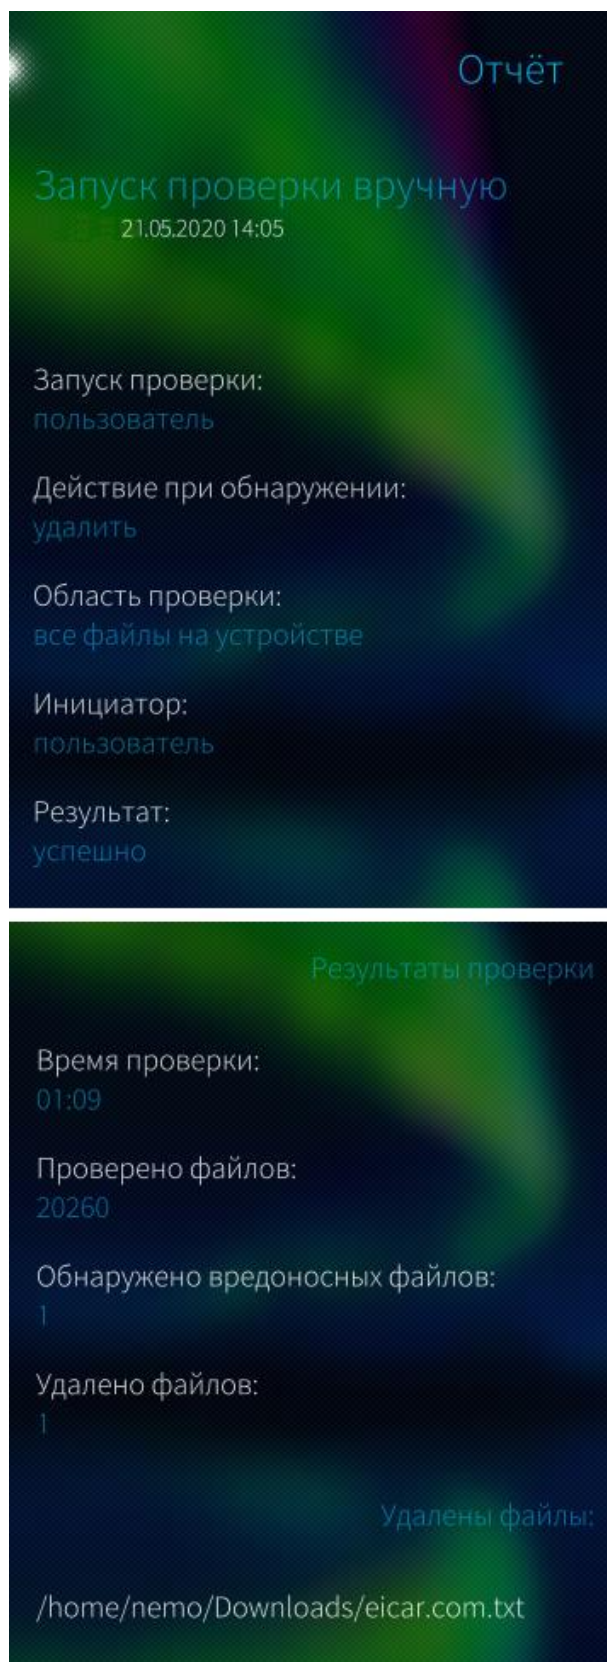 Отчёт
Запуск проверки вручную
21.05.2020 14:05
Запуск проверки:
пользователь
Действие при обнаружении:
удалить
Область проверки:
все файлы на устройстве
Инициатор:
пользователь
Результат:
успешно
Результаты проверки
Время проверки:
01:09
Проверено файлов:
20260
Обнаружено вредоносных файлов:
1
Удалено файлов:
1
Удалены файлы:
/home/nemo/Downloads/eicar.com.txt